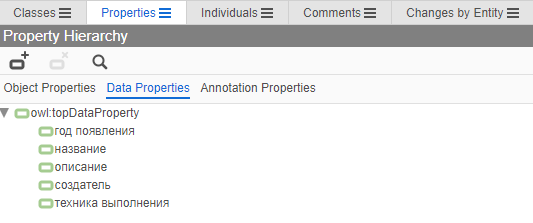 Classes Properties Individuals Comments Changes by Entity
Property Hierarchy
Object Properties Data Properties Annotation Properties
owl:topDataProperty
год появления
название
описание
создатель
техника выполнения